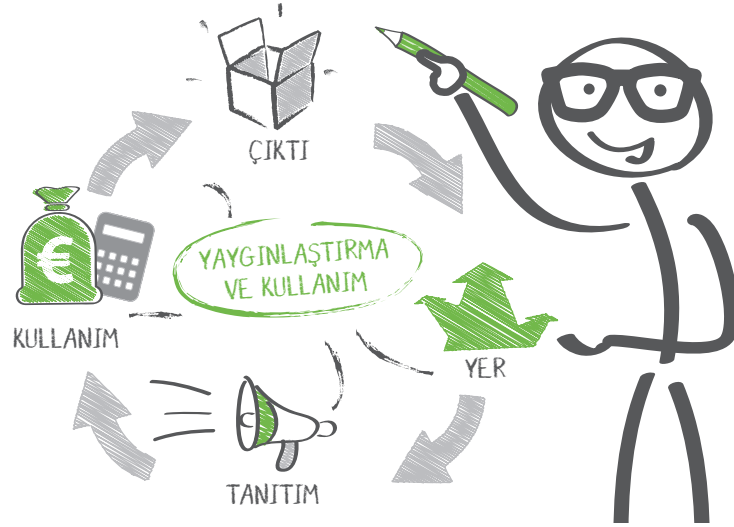 ÇIKTI
YAYGINLAŞTIRMA
VE KULLANIM
€
KULLANIM
YER
TANITIM